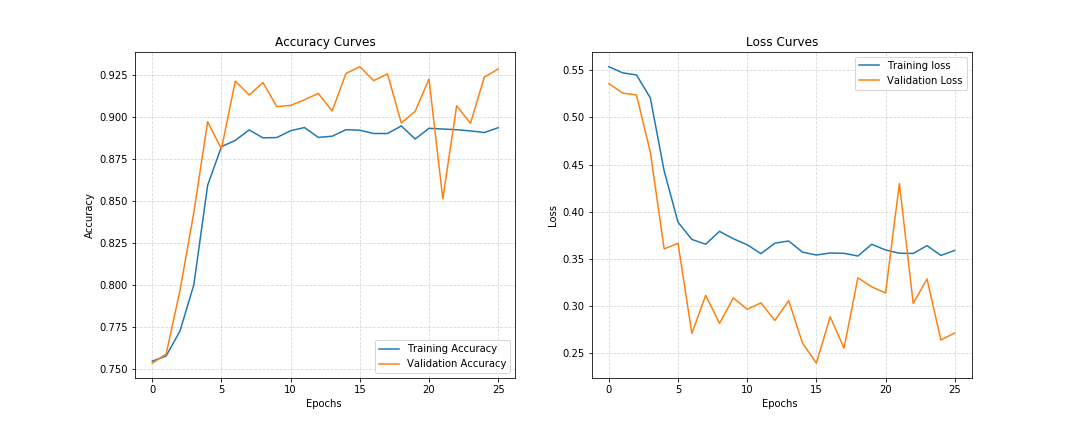 Accuracy Curves
0.925
0.900
0.875
0.850
0.825
0.800
0.775
0.750
Accuracy
0 5 10 15 20 25
Epochs
Training Accuracy
Validation Accuracy
Loss Curves
0.55
0.50
0.45
0.40
0.35
0.30
0.25
Loss
0 5 10 15 20 25
Epochs
Training loss
Validation Loss